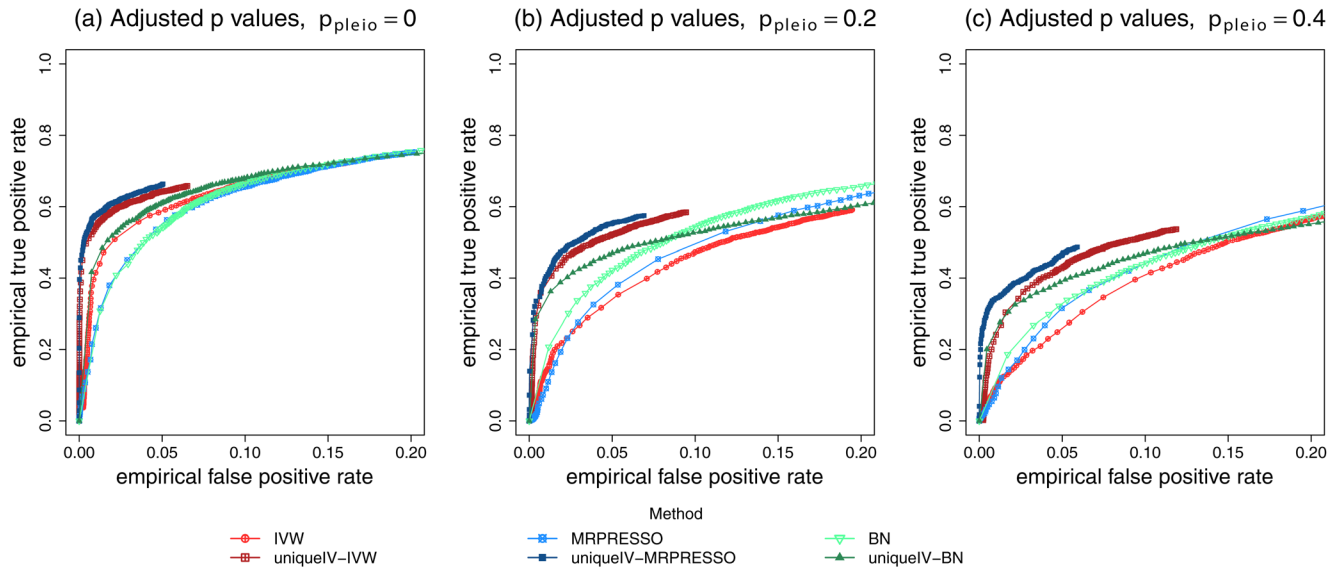 (a) Adjusted p values, p_pleio = 0
(b) Adjusted p values, p_pleio = 0.2
(c) Adjusted p values, p_pleio = 0.4
empirical true positive rate
1.0
0.8
0.6
0.4
0.2
0.0
0.00 0.05 0.10 0.15 0.20
empirical false positive rate
empirical true positive rate
1.0
0.8
0.6
0.4
0.2
0.0
0.00 0.05 0.10 0.15 0.20
empirical false positive rate
empirical true positive rate
1.0
0.8
0.6
0.4
0.2
0.0
0.00 0.05 0.10 0.15 0.20
empirical false positive rate
Method
IVW MRPRESSO BN
uniqueIV−IVW uniqueIV−MRPRESSO uniqueIV−BN